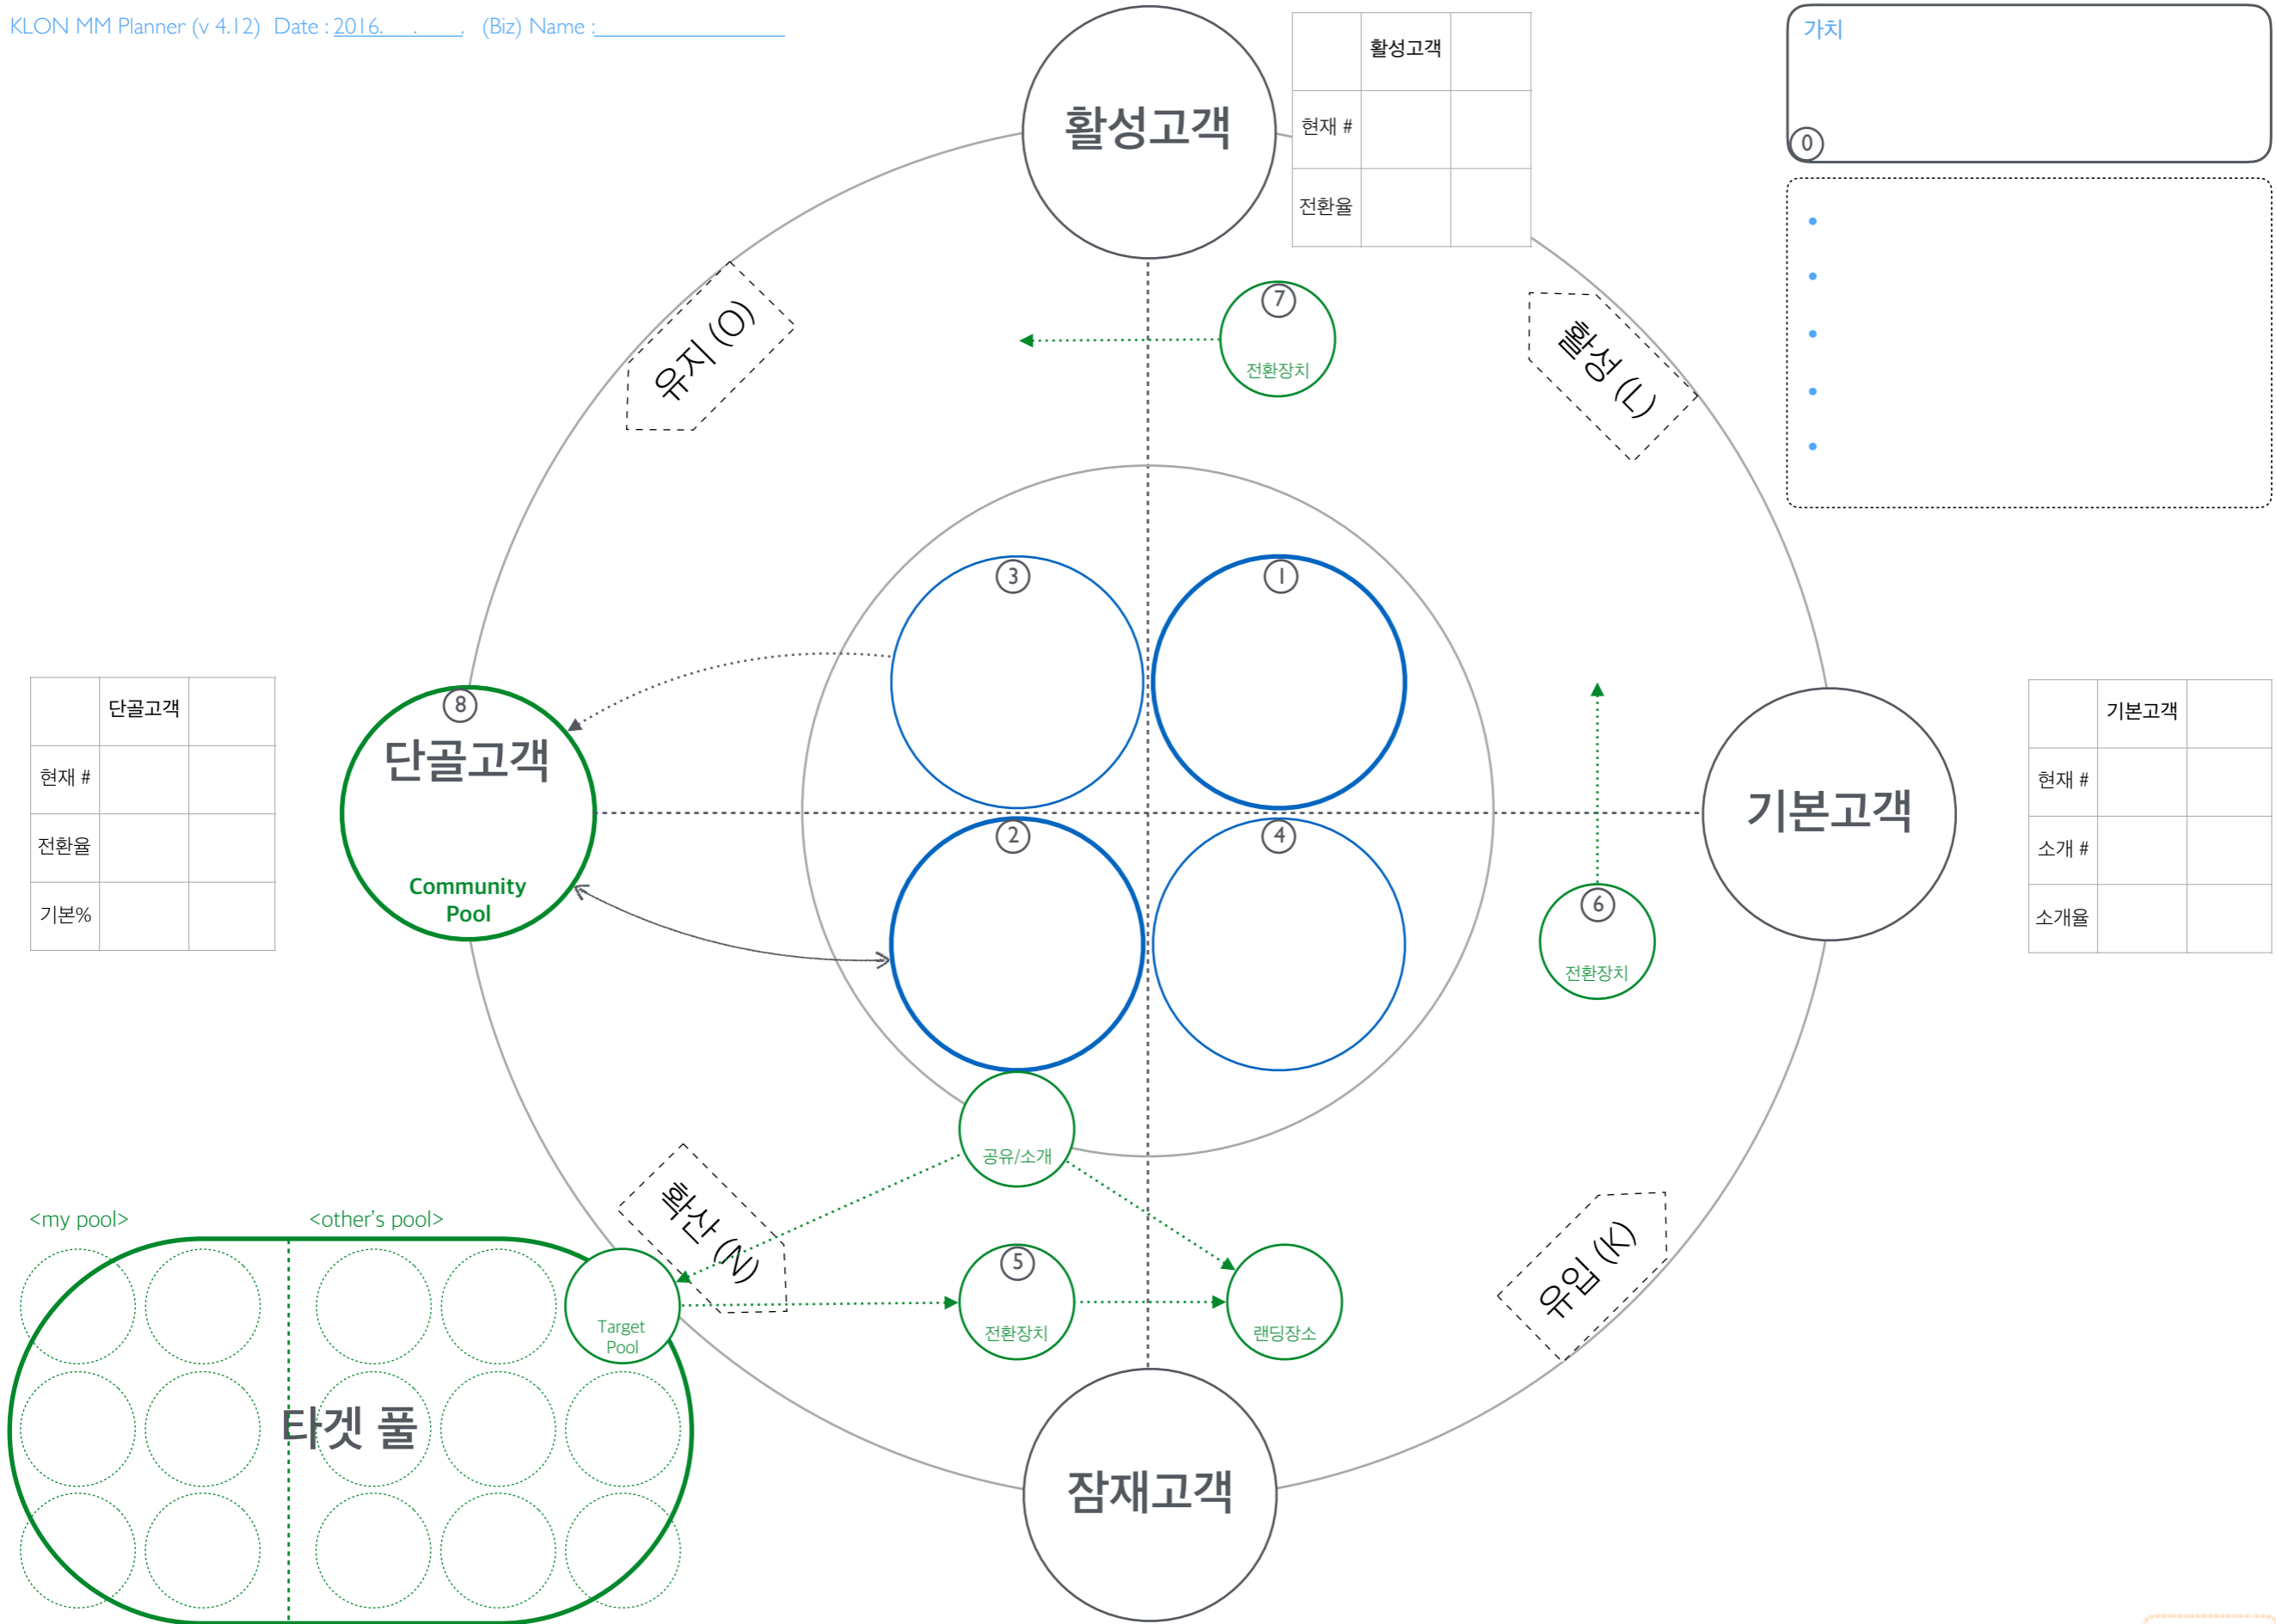 KLON MM Planner (v 4.12) Date : 2016. . . (Biz) Name :
활성고객
활성고객
현재 #
전환율
가치
0
유지 (O)
7
전환장치
활성 (L)
3
1
단골고객
현재 #
전환율
기본%
8
단골고객
Community
Pool
2
4
6
전환장치
기본고객
기본고객
현재 #
소개 #
소개율
공유/소개
확산 (N)
유입 (K)
<my pool>
<other's pool>
Target
Pool
5
전환장치
랜딩장소
타겟 풀
잠재고객